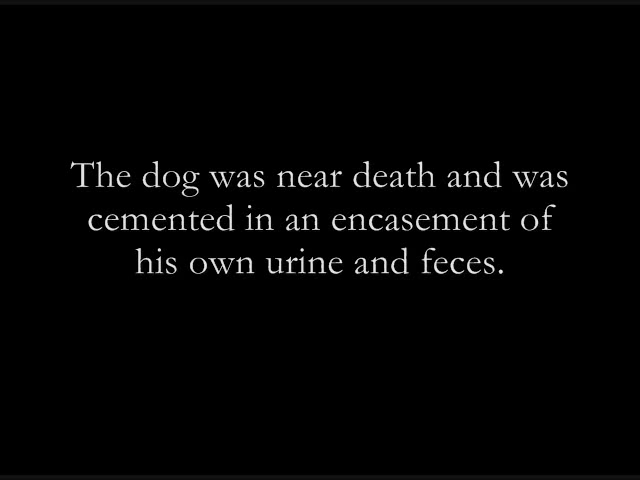 The dog was near death and was
cemented in an encasement of
his own urine and feces.